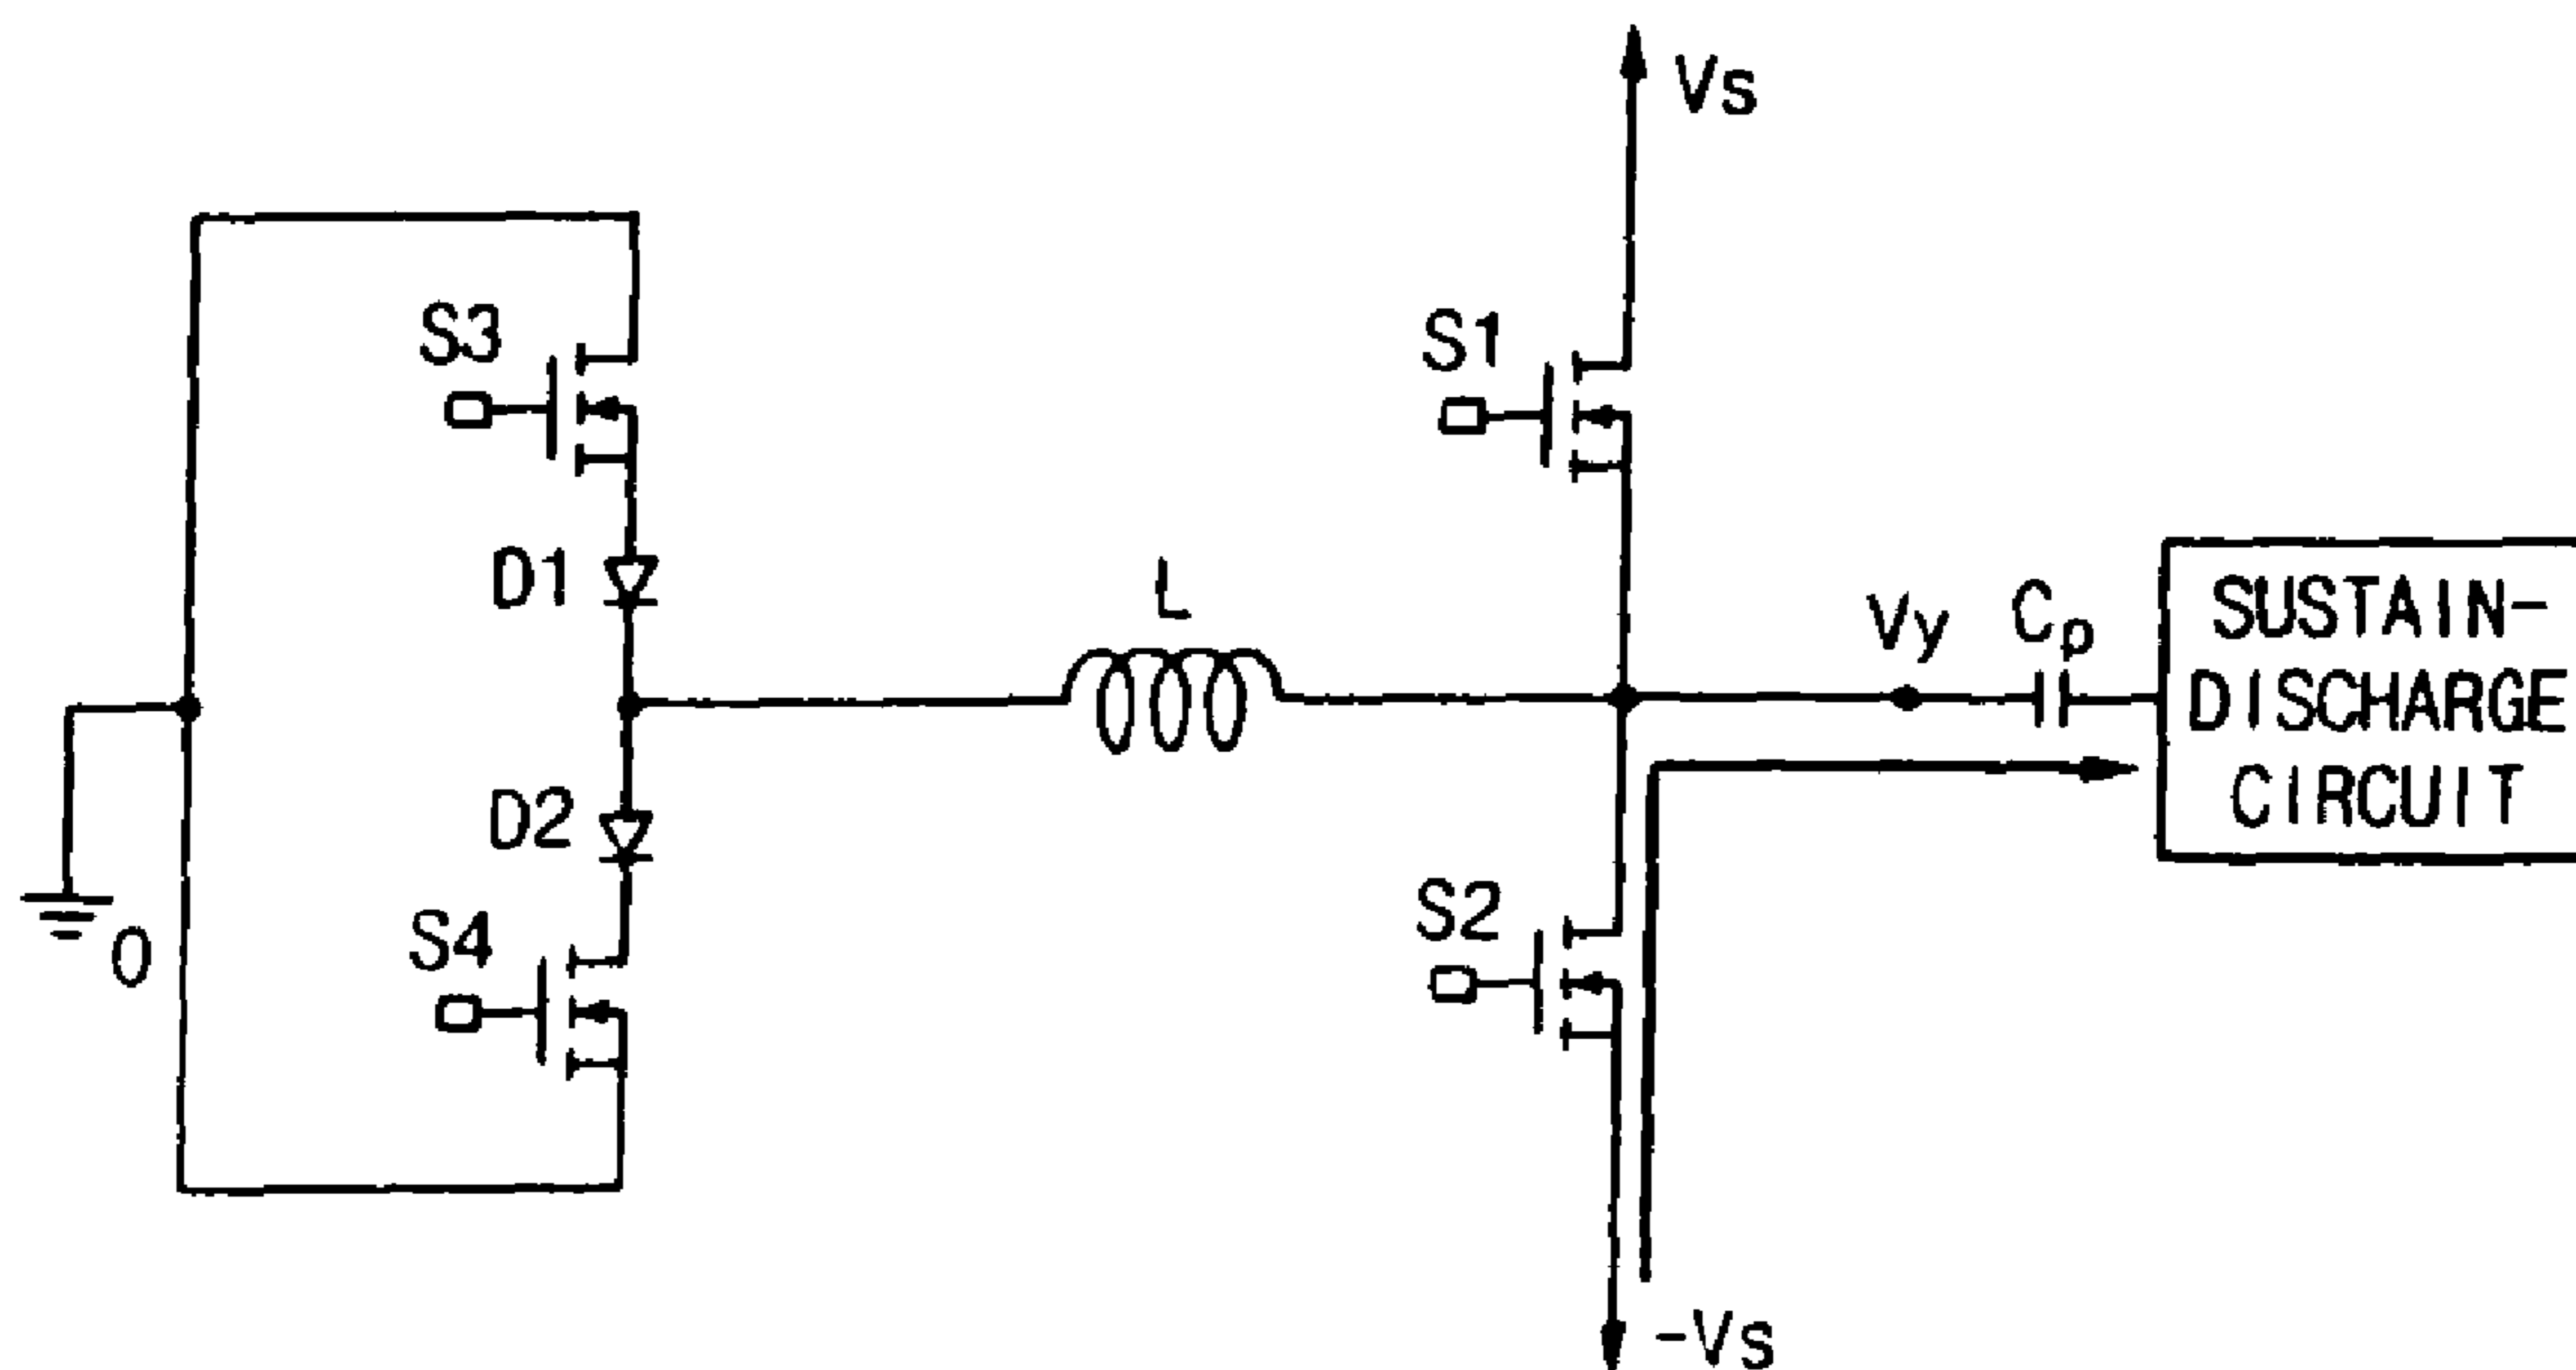 Vs
S3
S1
D1
L
Vy
Cp
SUSTAIN-
DISCHARGE
CIRCUIT
D2
S4
S2
0
-Vs